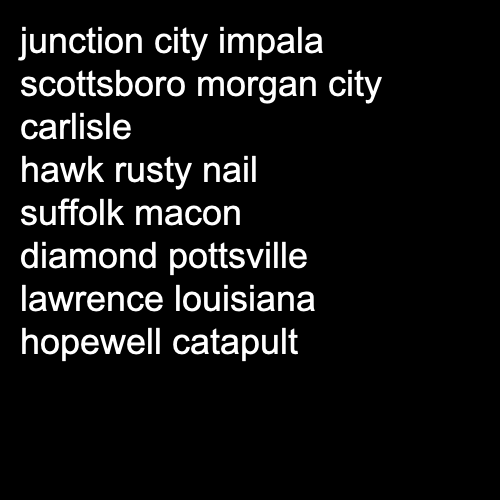 junction city impala
scottsboro morgan city
carlisle
hawk rusty nail
suffolk macon
diamond pottsville
lawrence louisiana
hopewell catapult